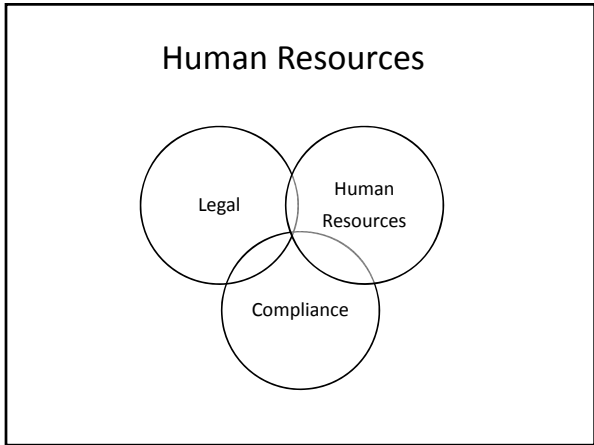 Human Resources
Legal
Human
Resources
Compliance